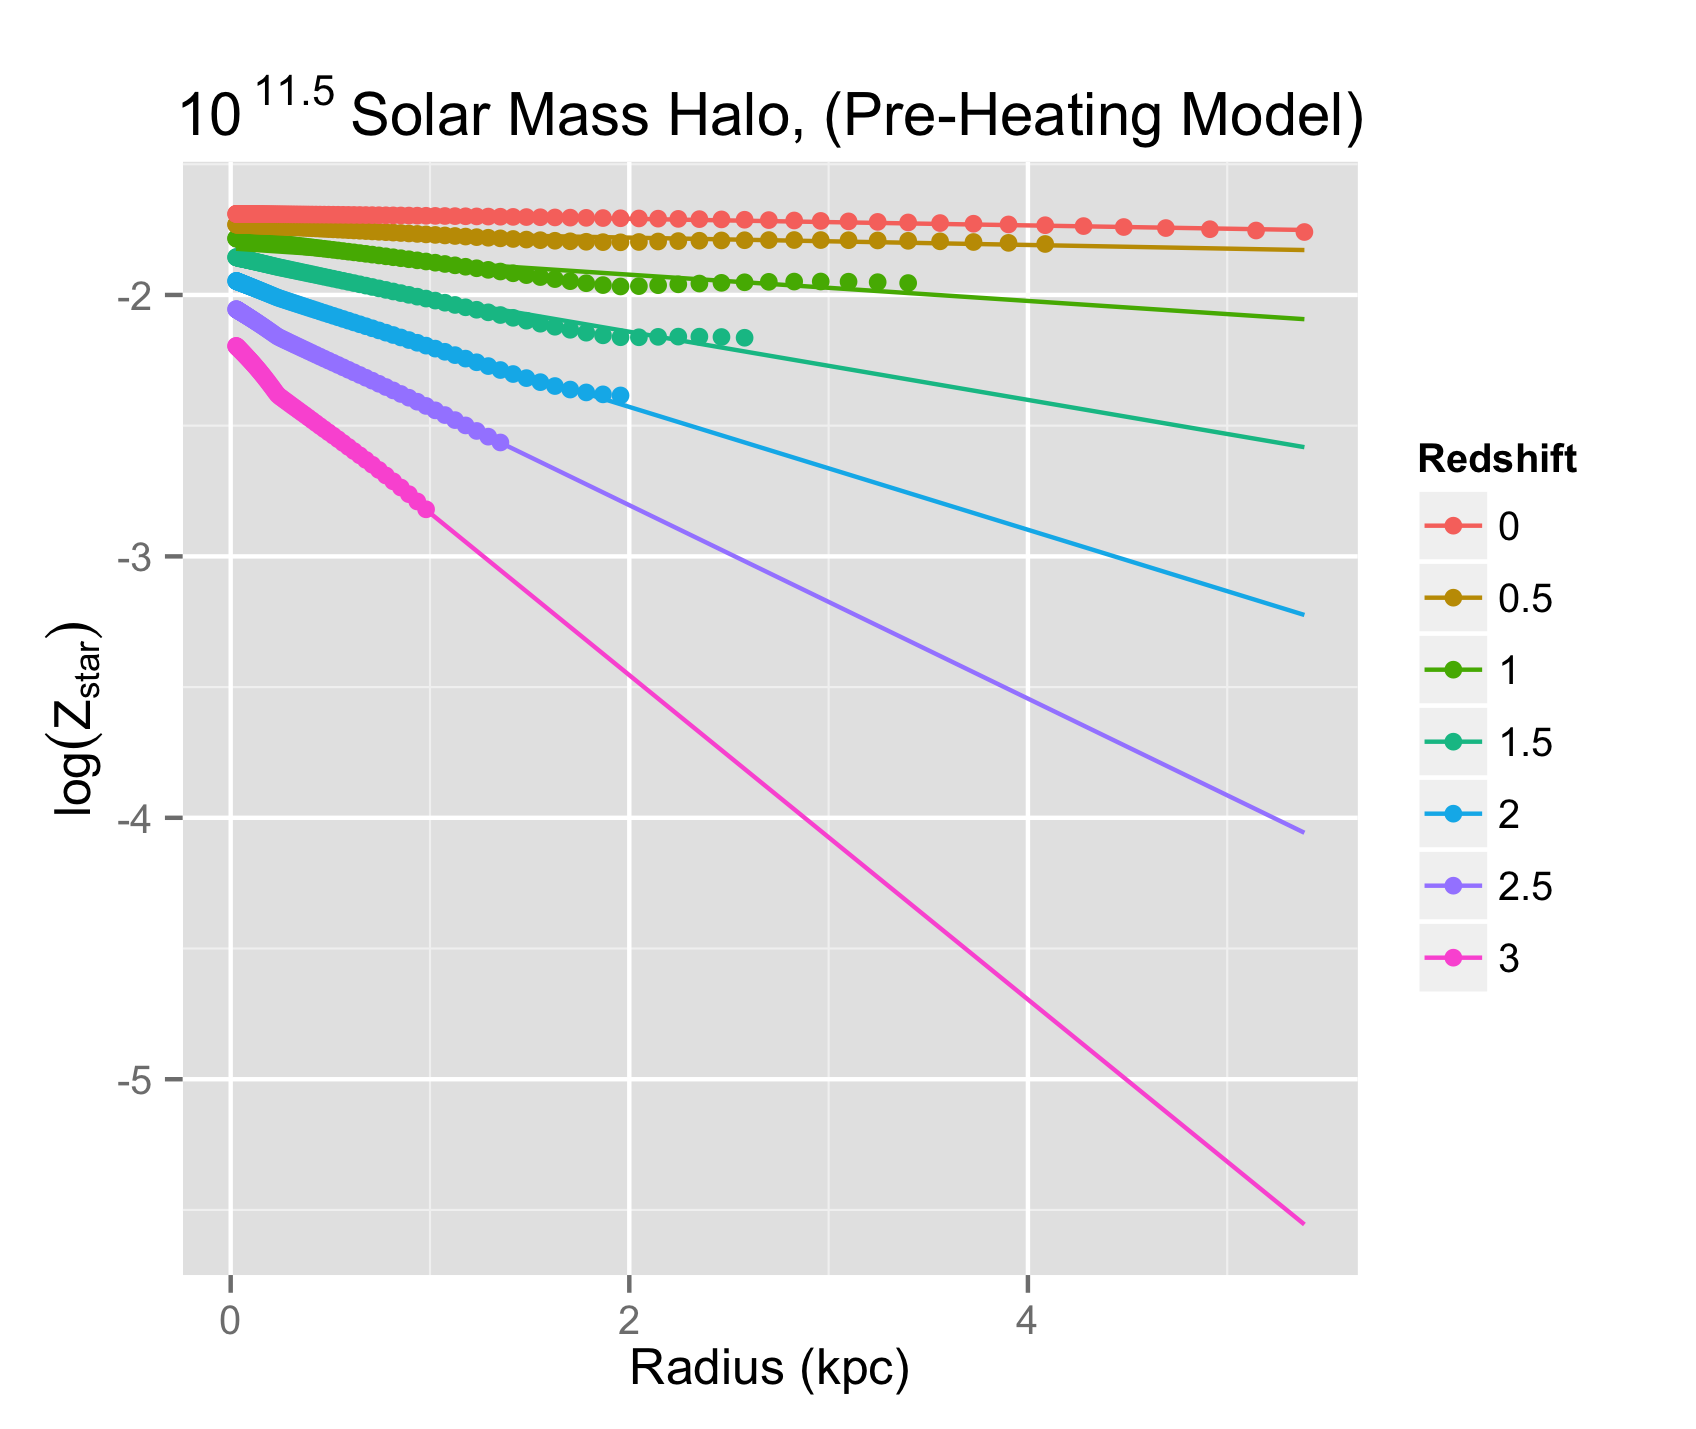 10 11.5 Solar Mass Halo, (Pre-Heating Model)
-2
-3
-4
-5
log(Zstar)
0 2 4
Radius (kpc)
Redshift
0
0.5
1
1.5
2
2.5
3